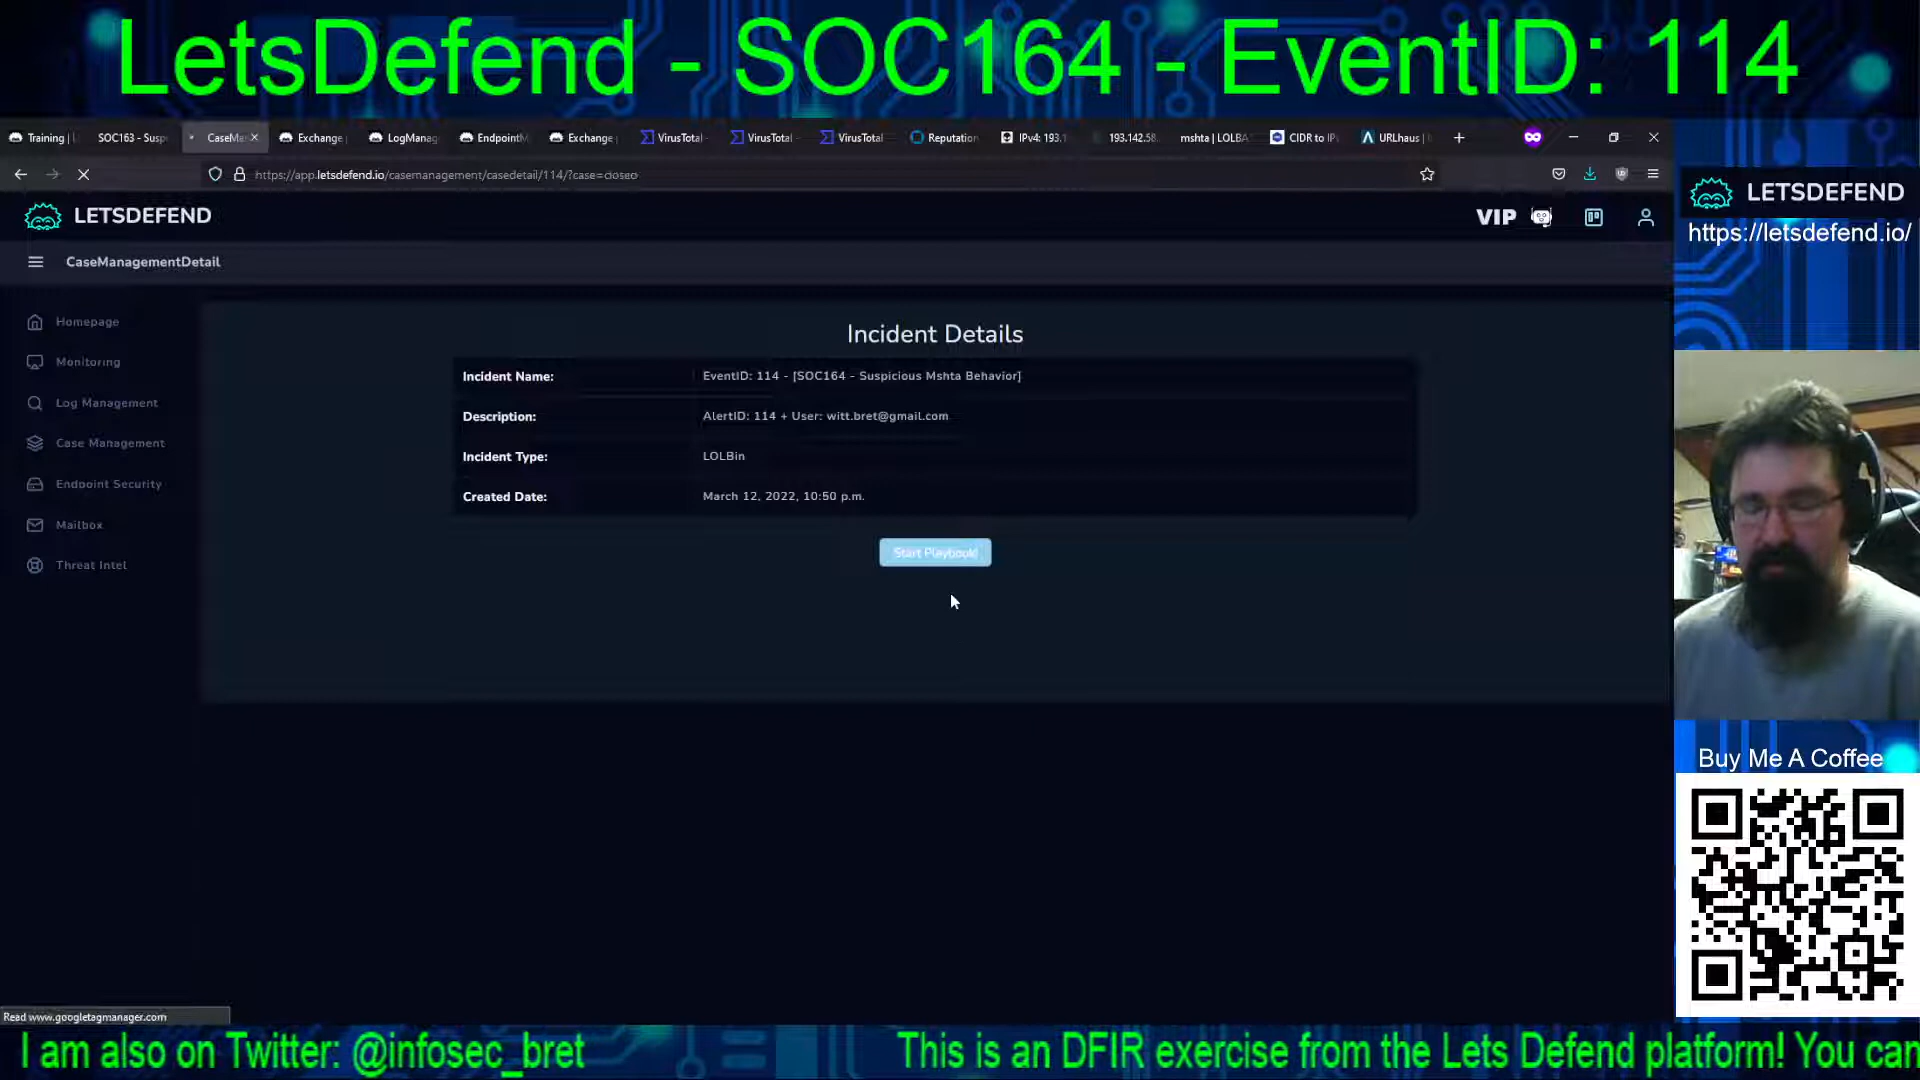 LetsDefend - SOC164 - EventID: 114
Training |
SOC163 - Susp
CaseMa
Exchange
LogManag
EndpointM
Exchange
VirusTotal
VirusTotal
VirusTotal
Reputation
IPv4: 193.1
193.142.58.
mshta | LOLBA
CIDR to IP
URLhaus |
https://app.letsdefend.io/casemanagement/casedetail/114/?case=closed
LETSDEFEND
VIP
CaseManagementDetail
Homepage
Monitoring
Log Management
Case Management
Endpoint Security
Mailbox
Threat Intel
Incident Details
Incident Name: EventID: 114 - [SOC164 - Suspicious Mshta Behavior]
Description: AlertID: 114 + User: witt.bret@gmail.com
Incident Type: LOLBin
Created Date: March 12, 2022, 10:50 p.m.
Start Playbook!
LETSDEFEND
https://letsdefend.io/
Buy Me A Coffee
Read www.googletagmanager.com
I am also on Twitter: @infosec_bret
This is an DFIR exercise from the Lets Defend platform! You can